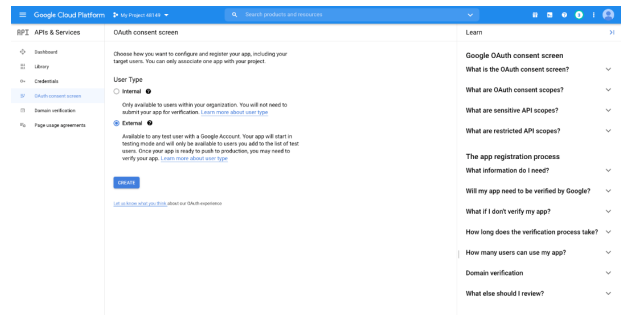 Google Cloud Platform
My Project 48149
Search products and resources
API APIs & Services
Dashboard
Library
Credentials
OAuth consent screen
Domain verification
Page usage agreements
OAuth consent screen
Choose how you want to configure and register your app, including your
target users. You can only associate one app with your project.
User Type
Internal
Only available to users within your organization. You will not need to
submit your app for verification. Learn more about user type
External
Available to any test user with a Google Account. Your app will start in
testing mode and will only be available to users you add to the list of test
users. Once your app is ready to push to production, you may need to
verify your app. Learn more about user type
CREATE
Let us know what you think about our OAuth experience
Learn
Google OAuth consent screen
What is the OAuth consent screen?
What are OAuth consent scopes?
What are sensitive API scopes?
What are restricted API scopes?
The app registration process
What information do I need?
Will my app need to be verified by Google?
What if I don't verify my app?
How long does the verification process take?
How many users can use my app?
Domain verification
What else should I review?